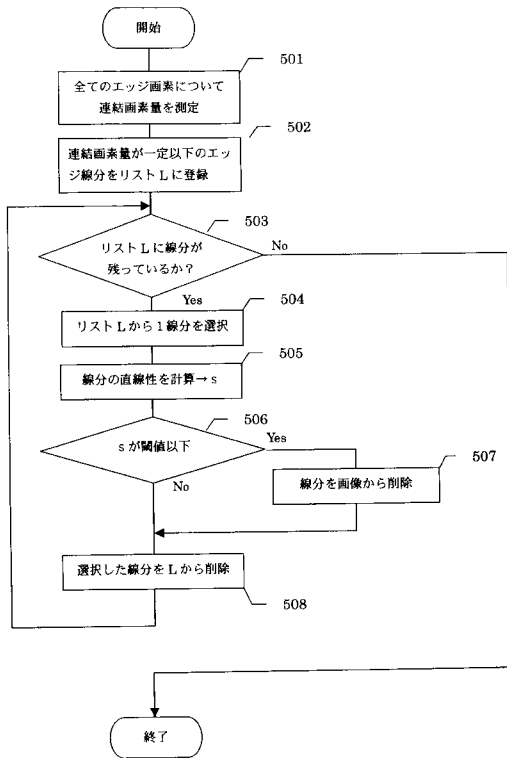 開始
501
全てのエッジ画素について
連結画素量を測定
502
連結画素量が一定以下のエッ
ジ線分をリストLに登録
503
リストLに線分が
残っているか?
No
Yes
504
リストLから1線分を選択
505
線分の直線性を計算→s
506
sが閾値以下
Yes
No
507
線分を画像から削除
選択した線分をLから削除
508
終了